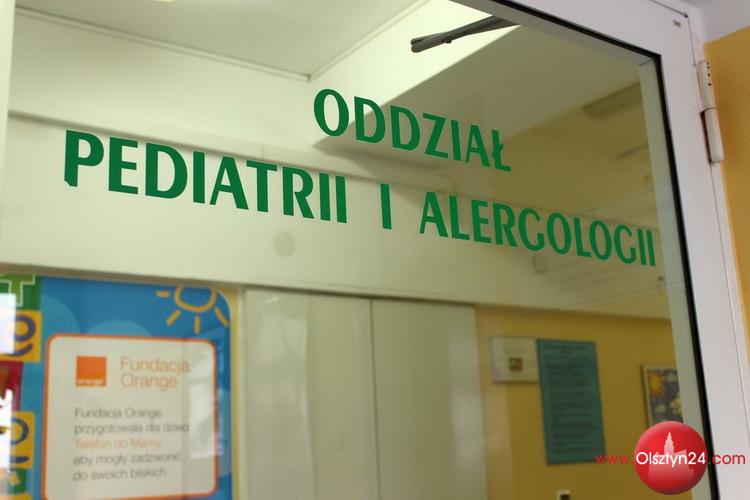 ODDZIAŁ
PEDIATRII I ALERGOLOGII
Fundacja
Orange
orange
Fundacja Orange
przygotowała dla dzieci
Telefon do Mamy,
aby mogły zadzwonić
do swoich bliskich
www.Olsztyn24.com